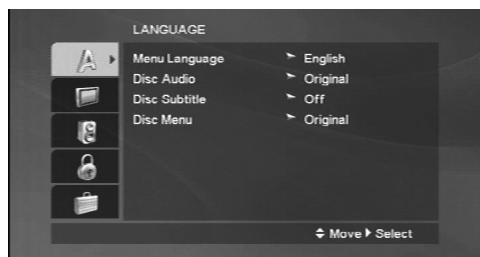 LANGUAGE
A
Menu Language English
Disc Audio Original
Disc Subtitle Off
Disc Menu Original
Move Select